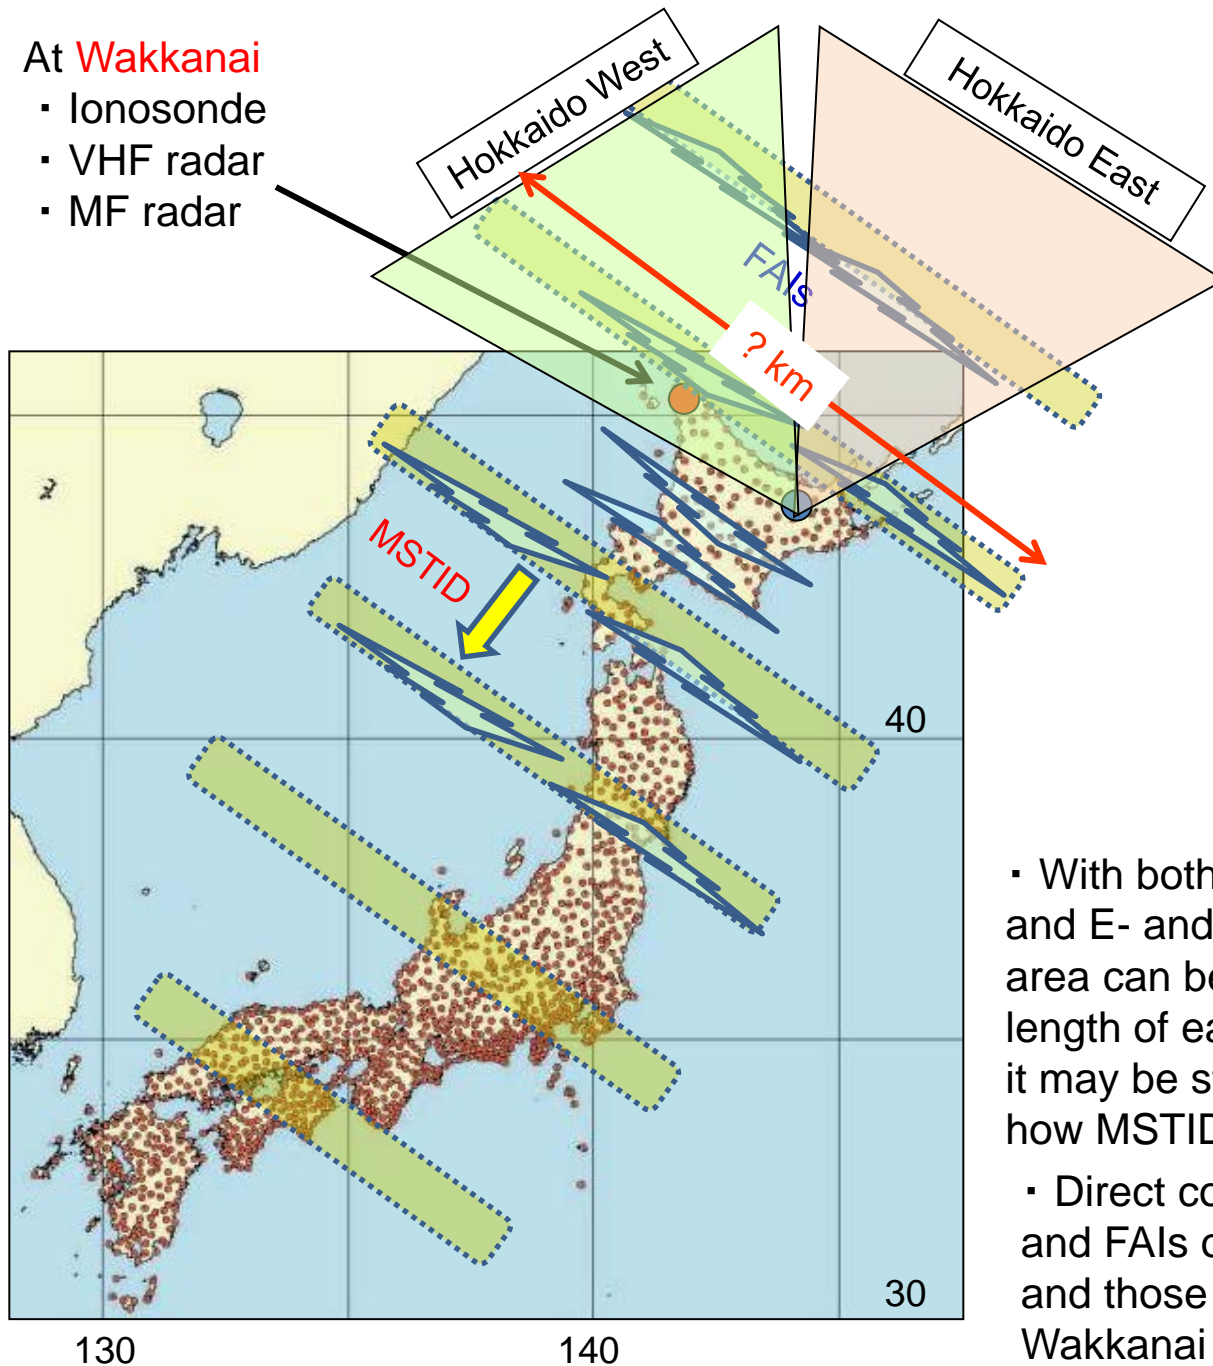 At Wakkanai
・Ionosonde
・VHF radar
・MF radar
Hokkaido West
Hokkaido East
FAIs
? km
MSTID
40
30
130
140
・With both
and E- and
area can be
length of ea
it may be s
how MSTID
・Direct co
and FAIs o
and those
Wakkanai